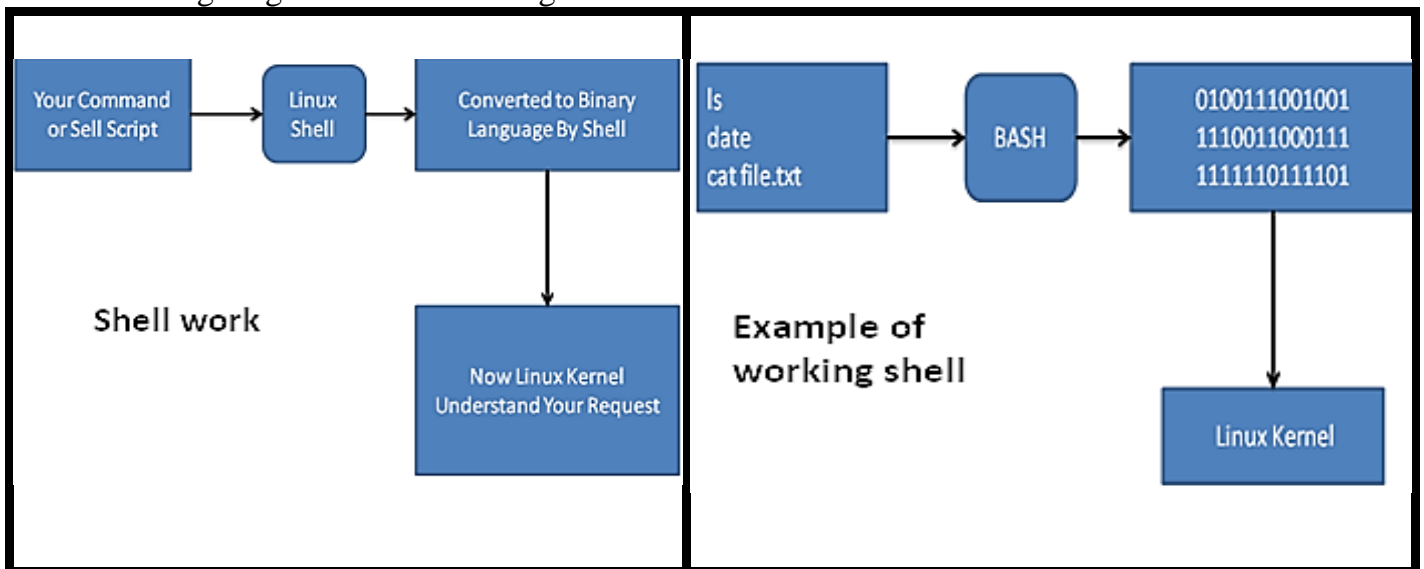 Your Command
or Sell Script
Linux
Shell
Converted to Binary
Language By Shell
Shell work
Now Linux Kernel
Understand Your Request
ls
date
cat file.txt
BASH
0100111001001
1110011000111
1111110111101
Example of
working shell
Linux Kernel